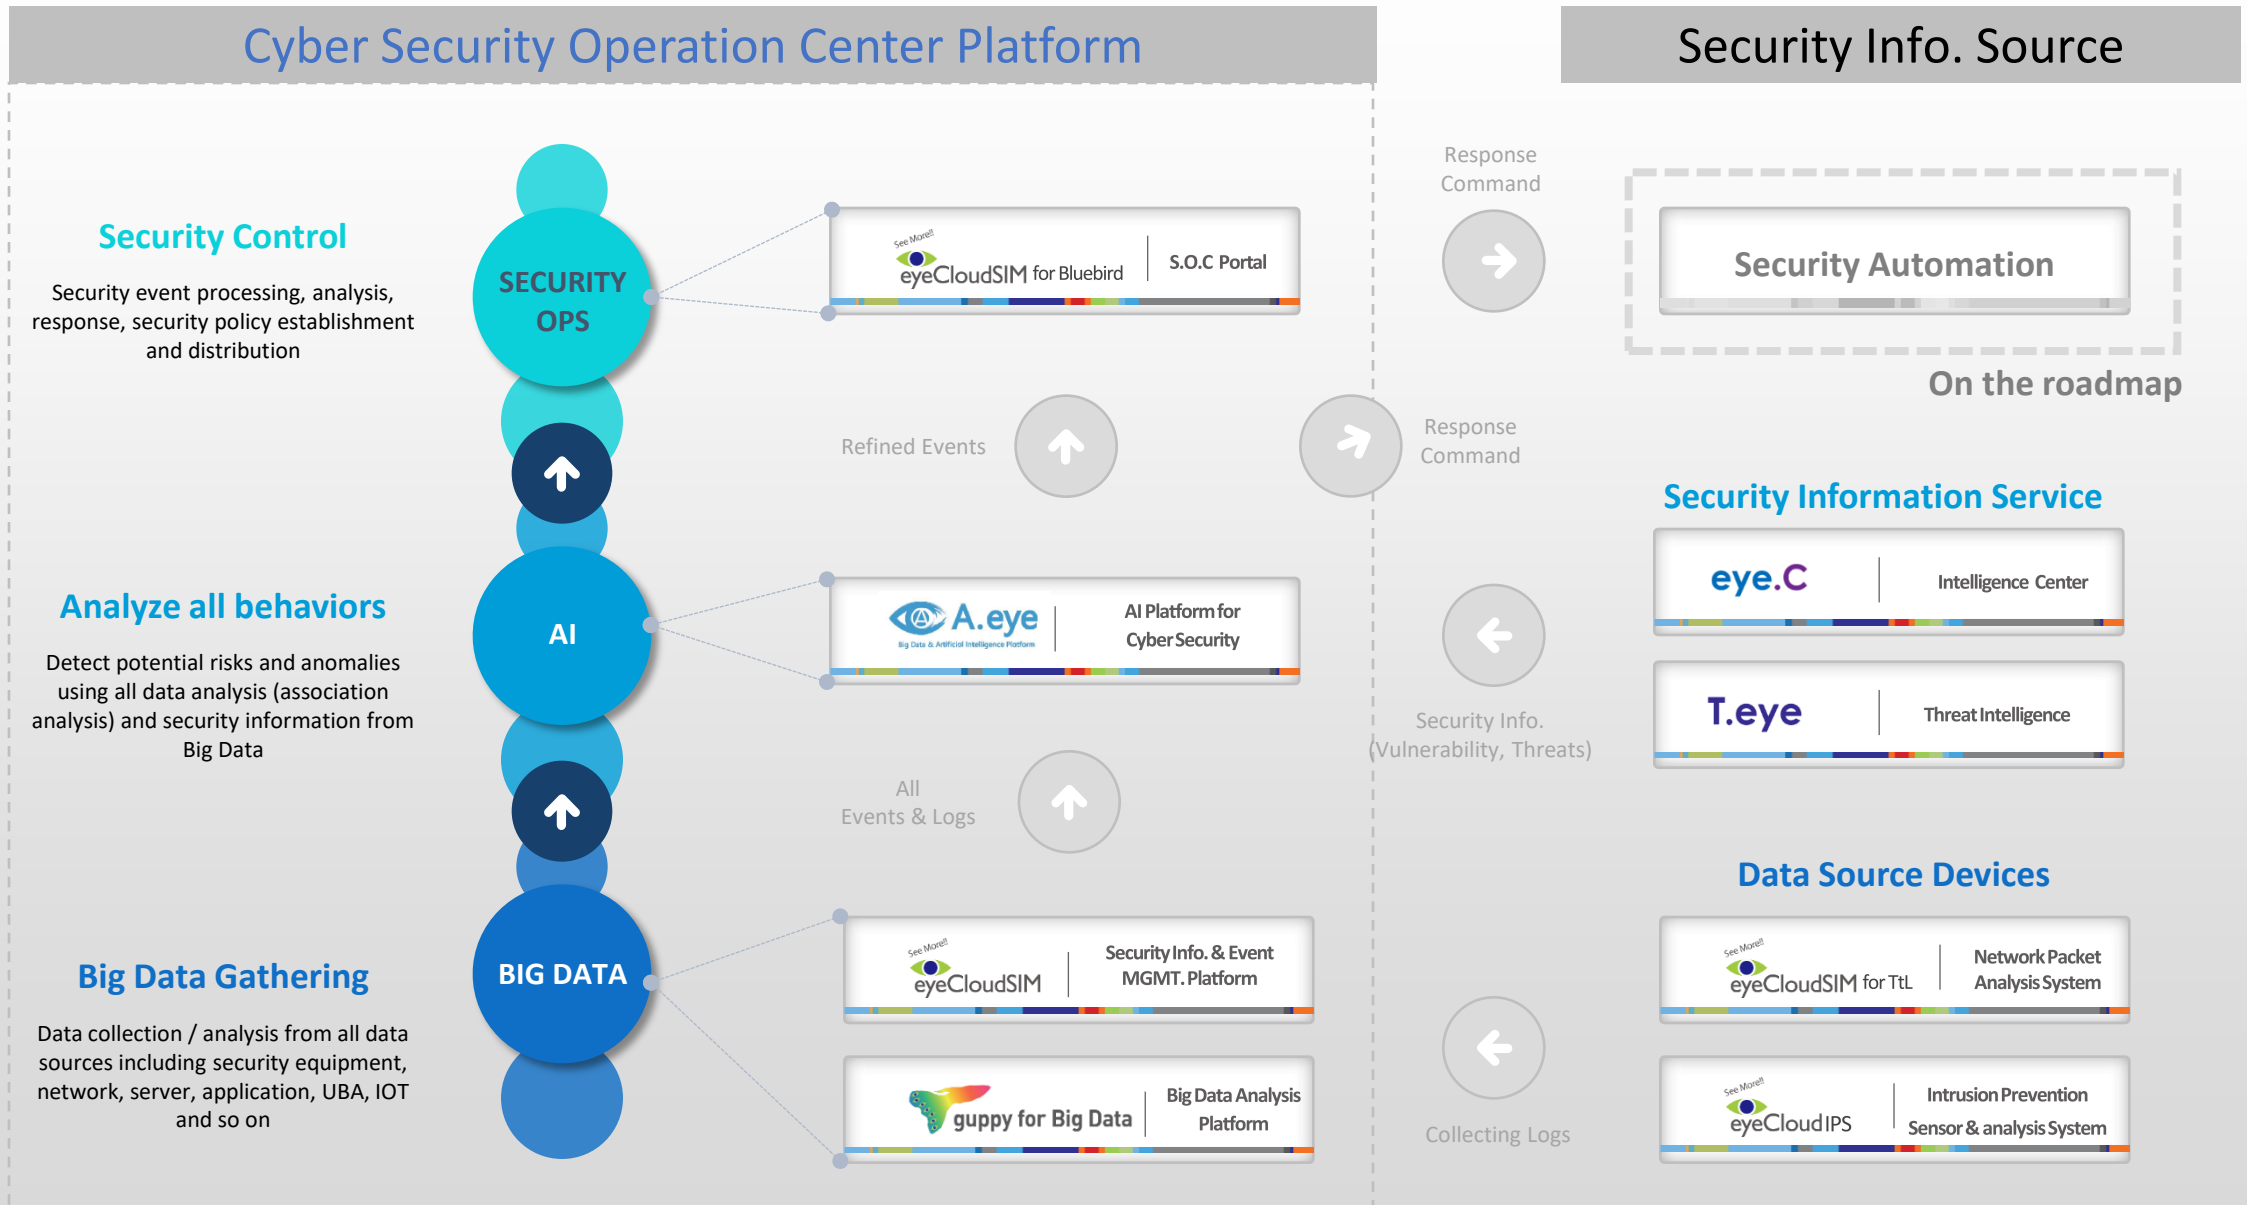 Cyber Security Operation Center Platform
Security Info. Source
Security Control
Security event processing, analysis,
response, security policy establishment
and distribution
SECURITY
OPS
See More!!
eyeCloudSIM for Bluebird
S.O.C Portal
Response
Command
Security Automation
On the roadmap
Refined Events
Response
Command
Analyze all behaviors
Detect potential risks and anomalies
using all data analysis (association
analysis) and security information from
Big Data
AI
A.eye
Big Data & Artificial Intelligence Platform
AI Platform for
Cyber Security
Security Info.
(Vulnerability, Threats)
Security Information Service
eye.C
Intelligence Center
T.eye
Threat Intelligence
All
Events & Logs
Big Data Gathering
Data collection / analysis from all data
sources including security equipment,
network, server, application, UBA, IOT
and so on
BIG DATA
See More!!
eyeCloudSIM
Security Info. & Event
MGMT. Platform
guppy for Big Data
Big Data Analysis
Platform
Collecting Logs
Data Source Devices
See More!!
eyeCloudSIM for TtL
Network Packet
Analysis System
See More!!
eyeCloud IPS
Intrusion Prevention
Sensor & analysis System